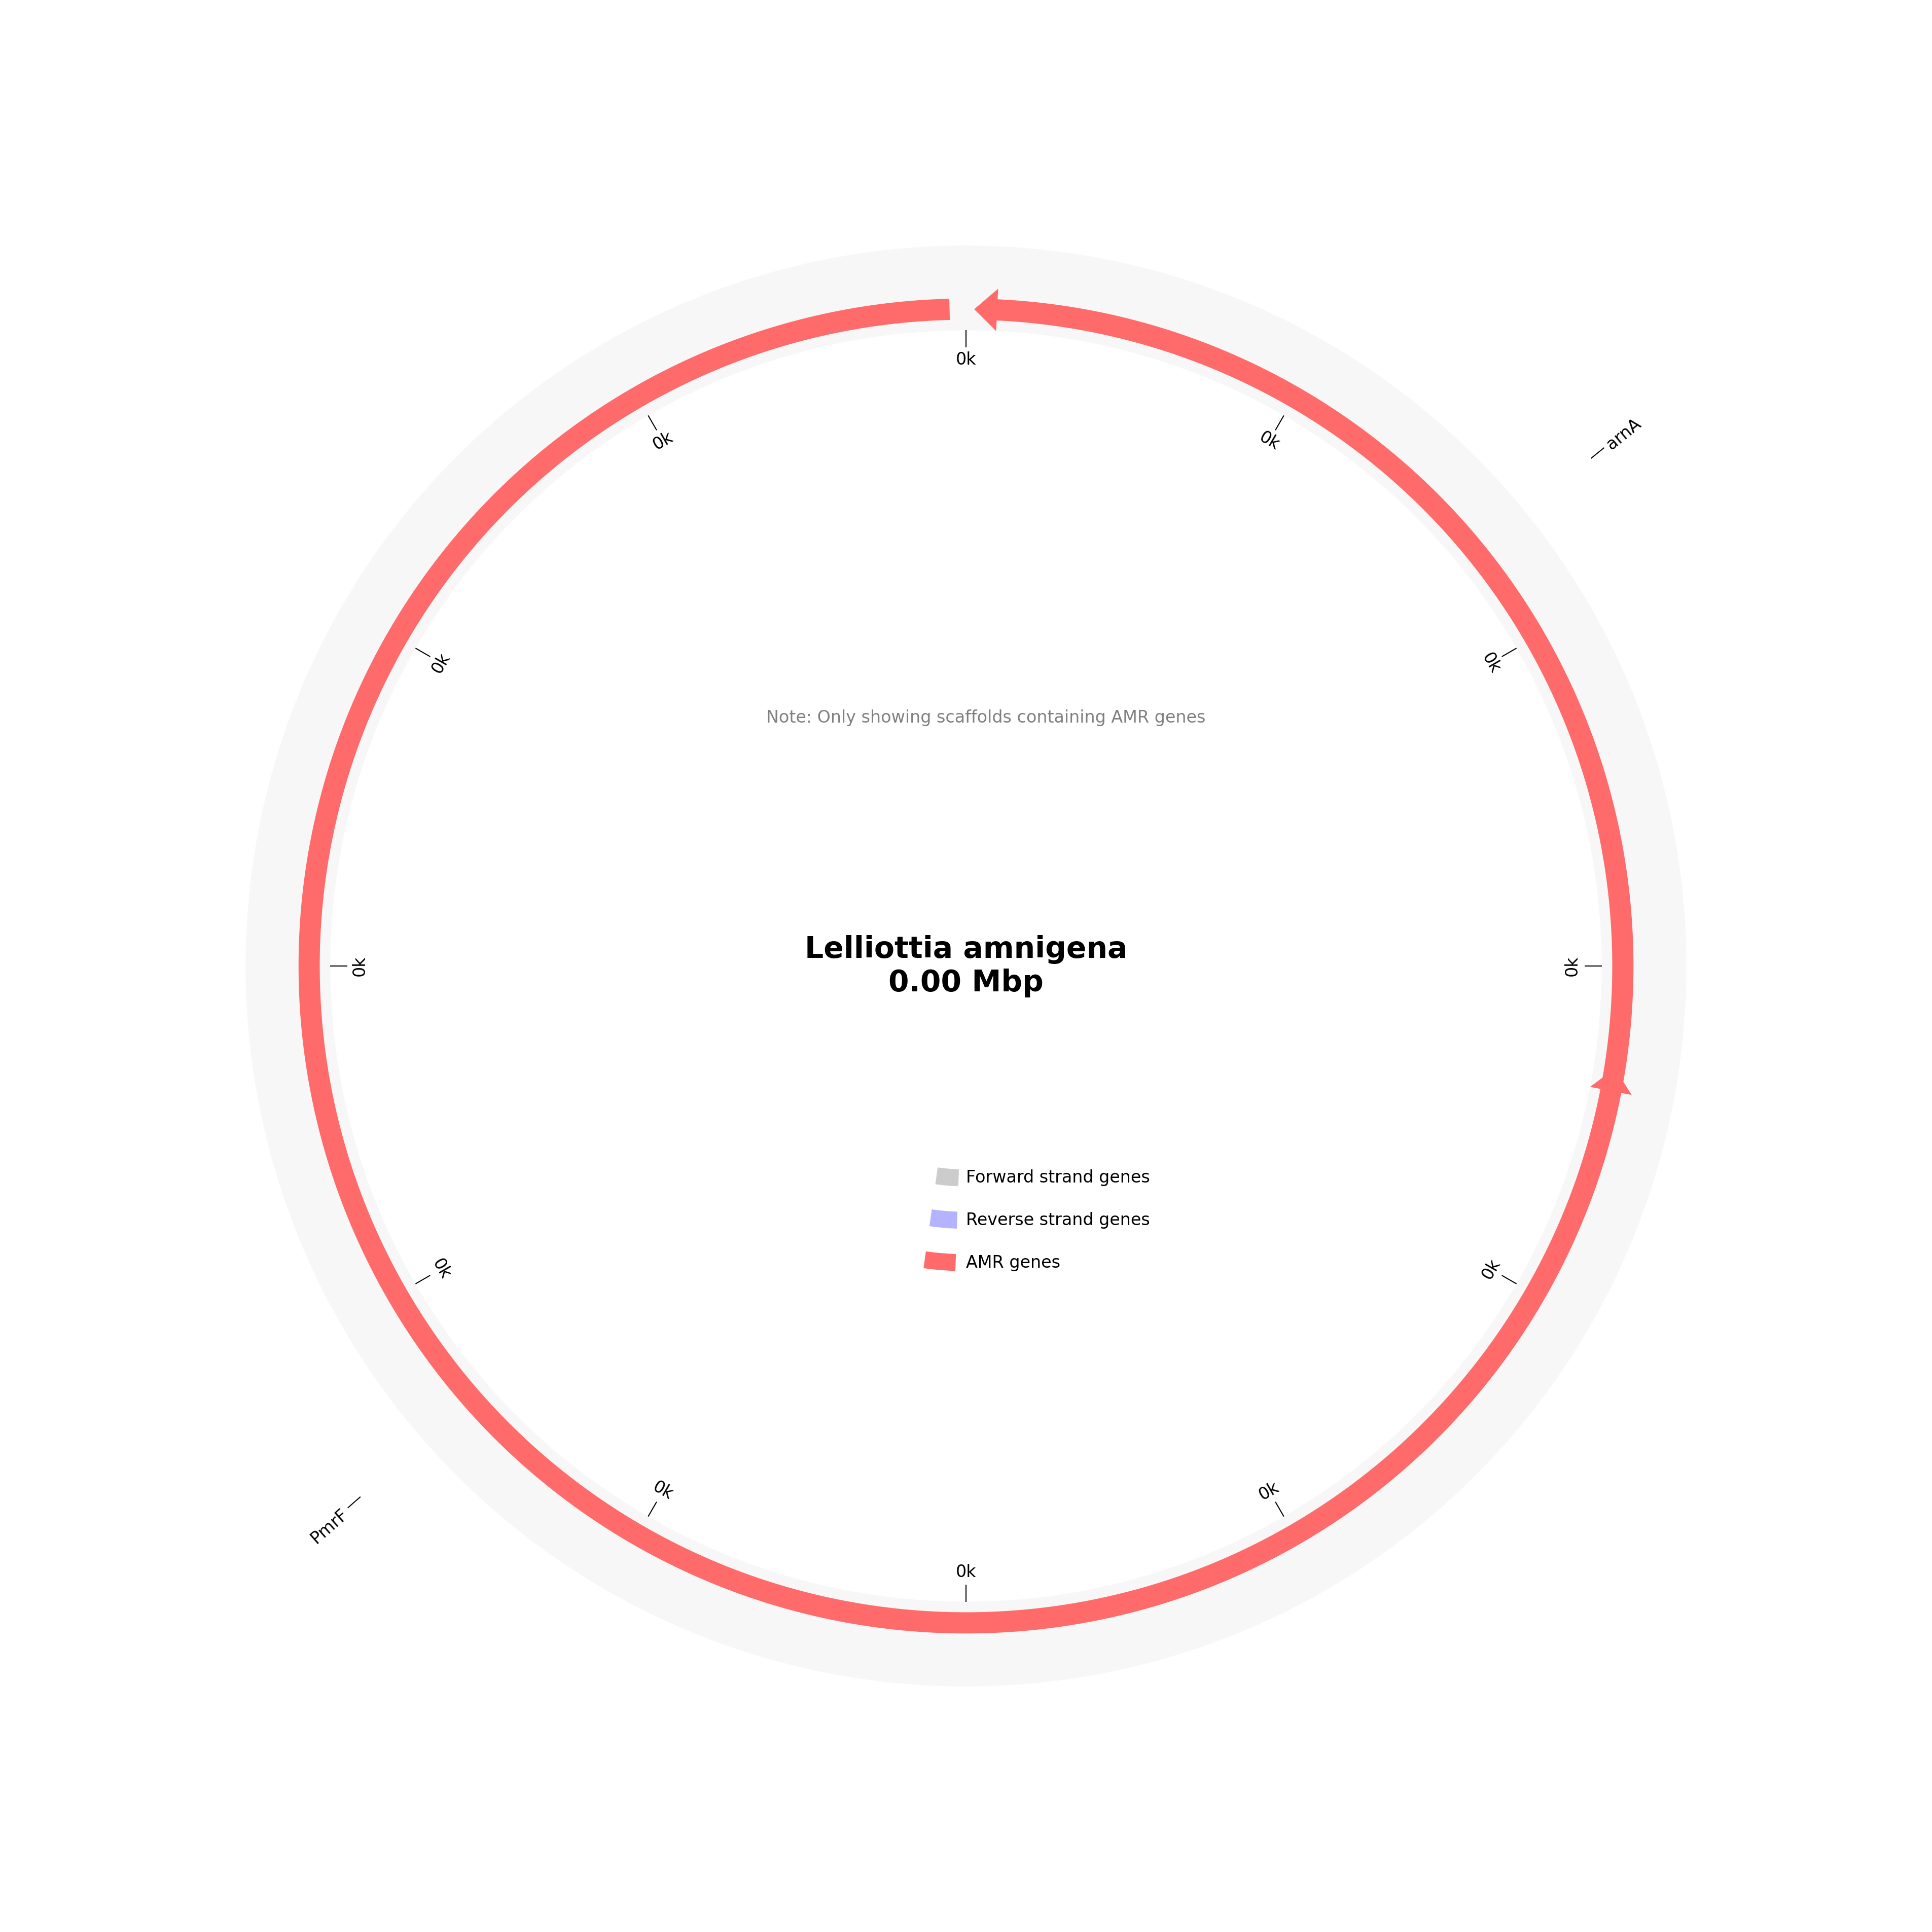 0k
0k
0k
arnA
0k
0k
0k
0k
Note: Only showing scaffolds containing AMR genes
Lelliottia amnigena
0.00 Mbp
0k
0k
Forward strand genes
Reverse strand genes
AMR genes
0k
0k
0k
PmrF
0k